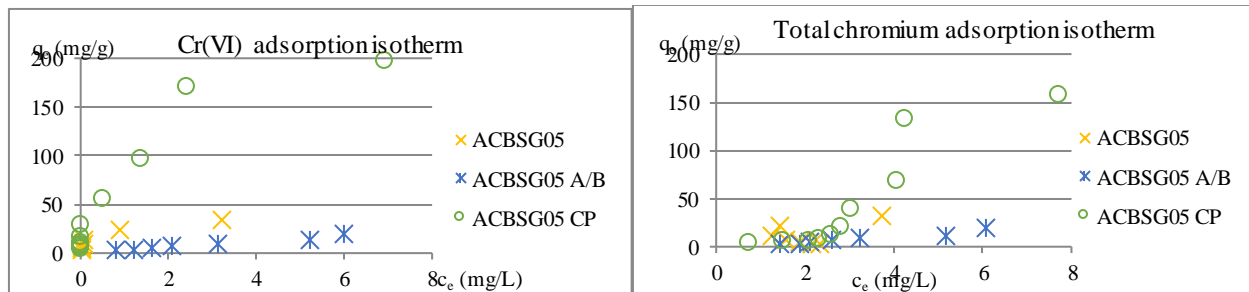 Cr(VI) adsorption isotherm
qe (mg/g)
200
150
100
50
0
0 2 4 6 8
ce (mg/L)
ACBSG05
ACBSG05 A/B
ACBSG05 CP
Total chromium adsorption isotherm
qe (mg/g)
200
150
100
50
0
0 2 4 6 8
ce (mg/L)
ACBSG05
ACBSG05 A/B
ACBSG05 CP